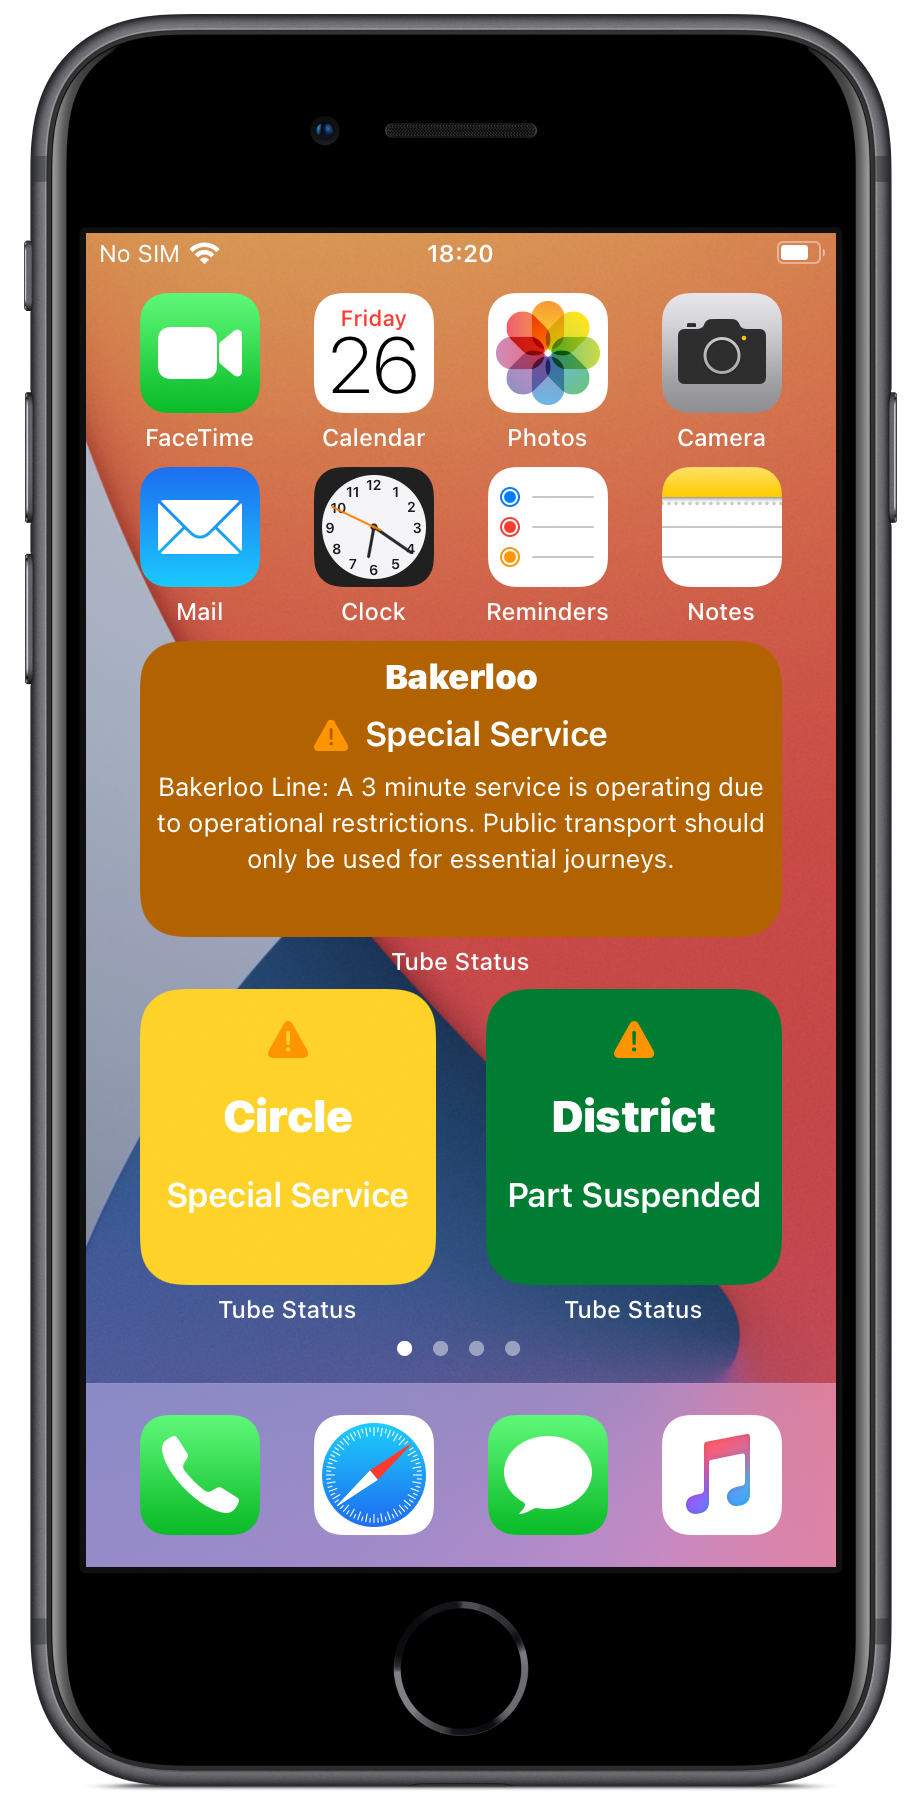 No SIM 18:20
Friday
26
FaceTime Calendar Photos Camera
12
11 1
10 2
9 3
8 4
7 5
6
Mail Clock Reminders Notes
Bakerloo
Special Service
Bakerloo Line: A 3 minute service is operating due
to operational restrictions. Public transport should
only be used for essential journeys.
Tube Status
Circle
Special Service
District
Part Suspended
Tube Status Tube Status